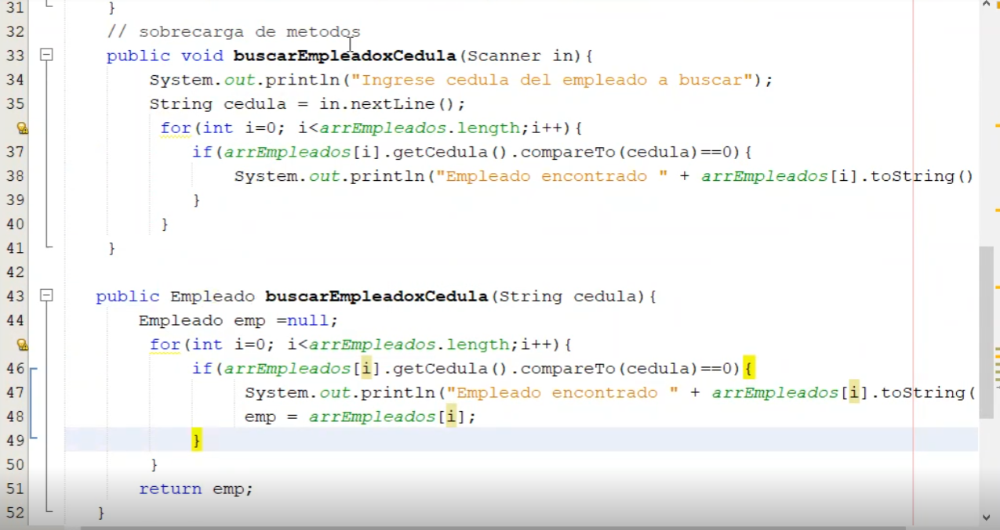 31 }
32 // sobrecarga de metodos
33 public void buscarEmpleadoxCedula(Scanner in){
34 System.out.println("Ingrese cedula del empleado a buscar");
35 String cedula = in.nextLine();
for(int i=0; i<arrEmpleados.length;i++){
37 if(arrEmpleados[i].getCedula().compareTo(cedula)==0){
38 System.out.println("Empleado encontrado " + arrEmpleados[i].toString()
39 }
40 }
41 }
42
43 public Empleado buscarEmpleadoxCedula(String cedula){
44 Empleado emp =null;
for(int i=0; i<arrEmpleados.length;i++){
46 if(arrEmpleados[i].getCedula().compareTo(cedula)==0){
47 System.out.println("Empleado encontrado " + arrEmpleados[i].toString(
48 emp = arrEmpleados[i];
49 }
50 }
51 return emp;
52 }